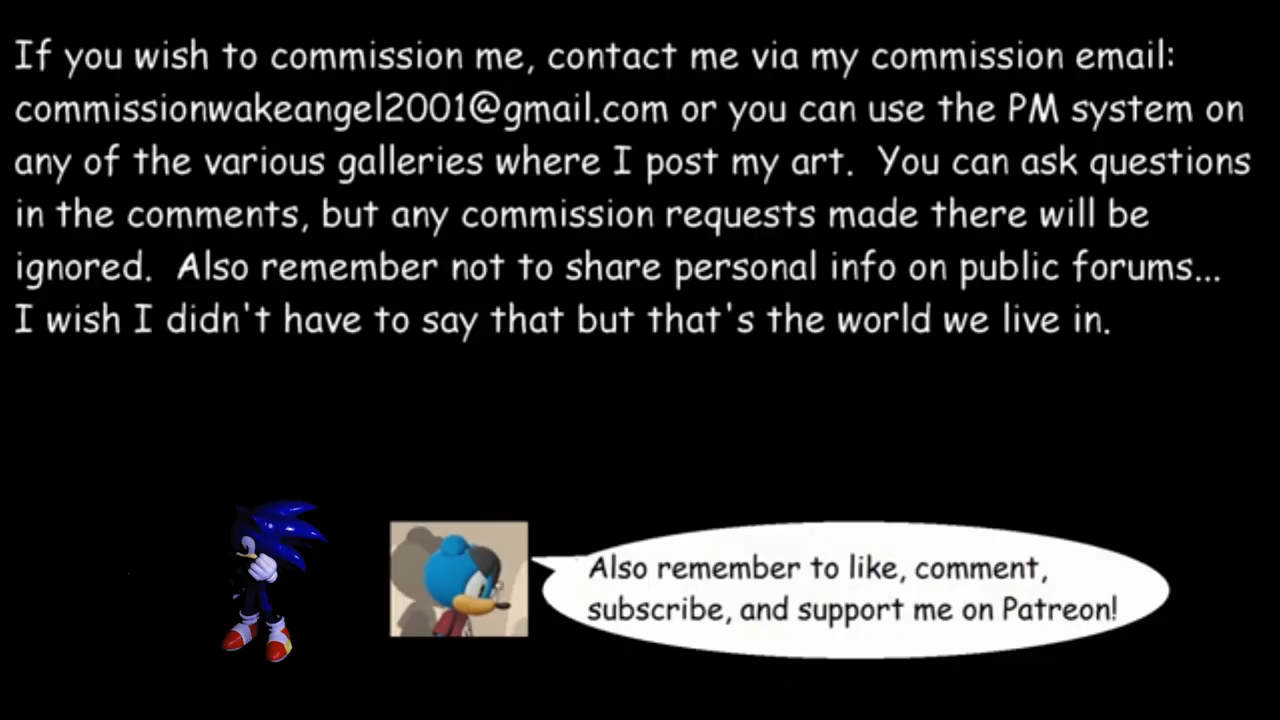 If you wish to commission me, contact me via my commission email:
commissionwakeangel2001@gmail.com or you can use the PM system on
any of the various galleries where I post my art.  You can ask questions
in the comments, but any commission requests made there will be
ignored.  Also remember not to share personal info on public forums...
I wish I didn't have to say that but that's the world we live in.
Also remember to like, comment,
subscribe, and support me on Patreon!